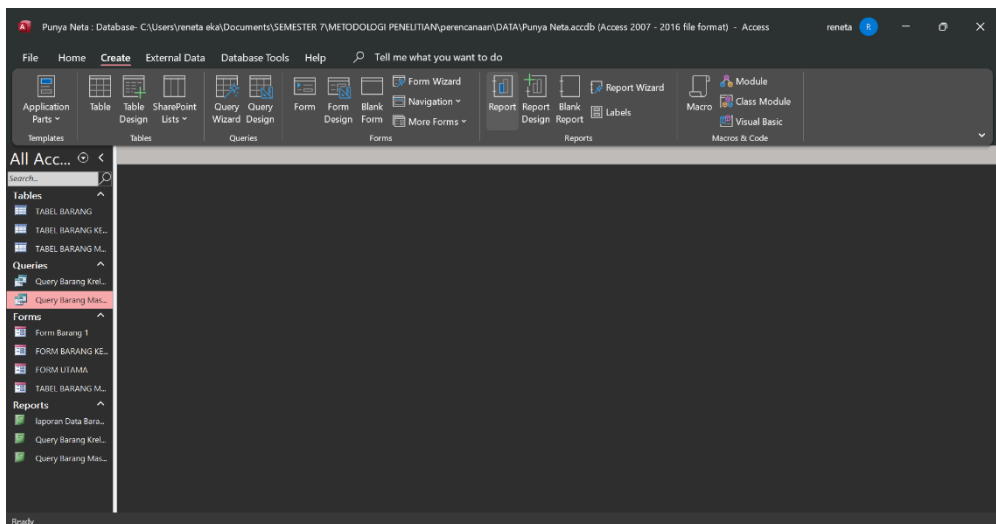 Punya Neta : Database- C:\Users\reneta eka\Documents\SEMESTER 7\METODOLOGI PENELITIAN\perencanaan\DATA\Punya Neta.accdb (Access 2007 - 2016 file format) - Access reneta R
File Home Create External Data Database Tools Help Tell me what you want to do
Application Parts Table Table Design SharePoint Lists Query Wizard Query Design Form Form Design Blank Form Form Wizard Navigation More Forms Report Report Design Blank Report Report Wizard Labels Macro Module Class Module Visual Basic
Templates Tables Queries Forms Reports Macros & Code
All Acc...
Search...
Tables
TABEL BARANG
TABEL BARANG KE...
TABEL BARANG M...
Queries
Query Barang Krel...
Query Barang Mas...
Forms
Form Barang 1
FORM BARANG KE...
FORM UTAMA
TABEL BARANG M...
Reports
laporan Data Bara...
Query Barang Krel...
Query Barang Mas...
Ready